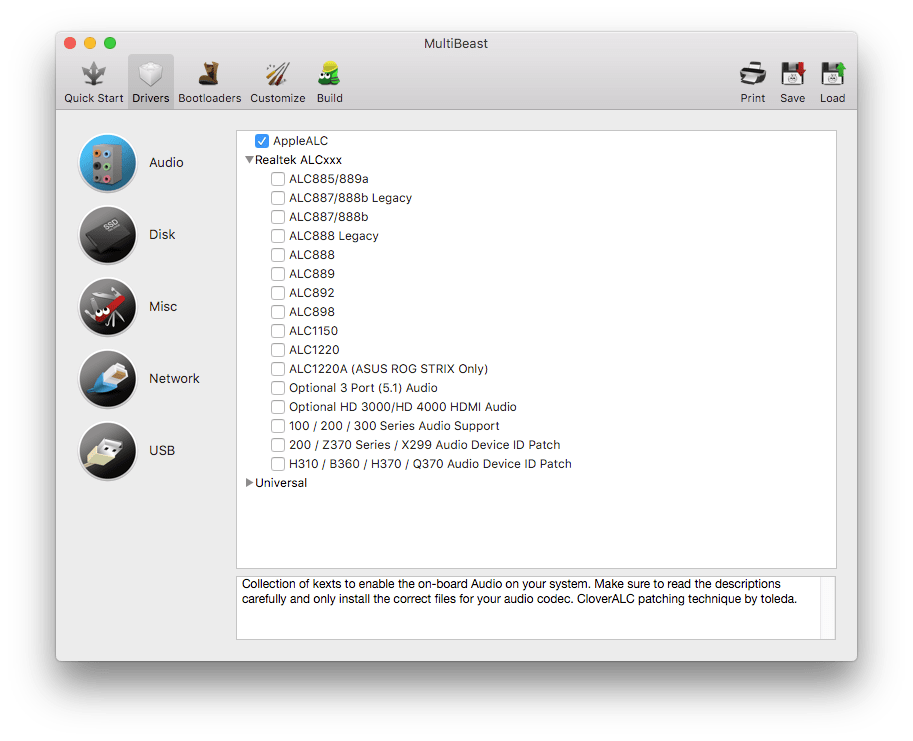 MultiBeast
Quick Start Drivers Bootloaders Customize Build Print Save Load
Audio
SSD
Disk
Misc
Network
USB
AppleALC
Realtek ALCxxx
ALC885/889a
ALC887/888b Legacy
ALC887/888b
ALC888 Legacy
ALC888
ALC889
ALC892
ALC898
ALC1150
ALC1220
ALC1220A (ASUS ROG STRIX Only)
Optional 3 Port (5.1) Audio
Optional HD 3000/HD 4000 HDMI Audio
100 / 200 / 300 Series Audio Support
200 / Z370 Series / X299 Audio Device ID Patch
H310 / B360 / H370 / Q370 Audio Device ID Patch
Universal
Collection of kexts to enable the on-board Audio on your system. Make sure to read the descriptions
carefully and only install the correct files for your audio codec. CloverALC patching technique by toleda.